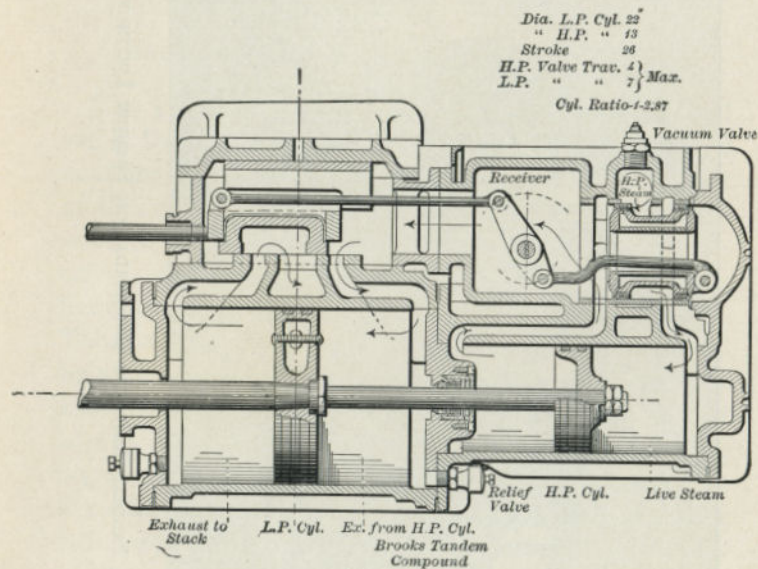 Dia. L.P. Cyl. 22"
" H.P. " 13
Stroke 26
H.P. Valve Trav. 4 } Max.
L.P. " " 7
Cyl. Ratio-1-2.87
Vacuum Valve
Receiver
H.P. Steam
Relief Valve
H.P. Cyl.
Live Steam
Exhaust to Stack
L.P. Cyl.
Ex. from H.P. Cyl.
Brooks Tandem
Compound